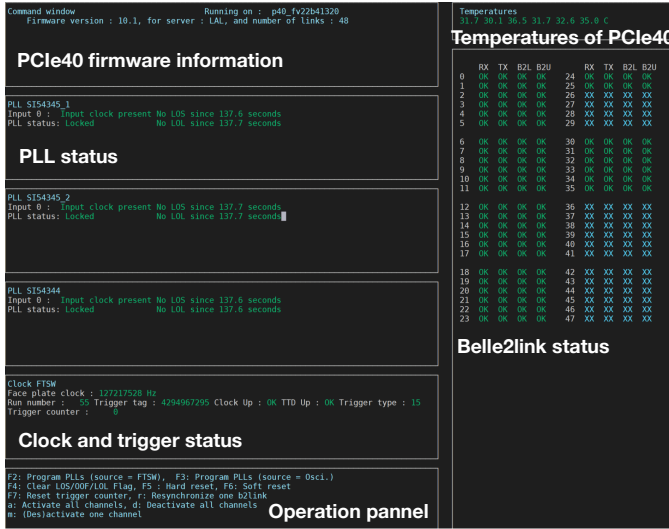 Command window Running on : p40_fv22b41320
Firmware version : 10.1, for server : LAL, and number of links : 48
PCIe40 firmware information
PLL SI54345_1
Input 0 : Input clock present No LOS since 137.6 seconds
PLL status: Locked No LOL since 137.7 seconds
PLL status
PLL SI54345_2
Input 0 : Input clock present No LOS since 137.7 seconds
PLL status: Locked No LOL since 137.7 seconds
PLL SI54344
Input 0 : Input clock present No LOS since 137.6 seconds
PLL status: Locked No LOL since 137.6 seconds
Clock FTSW
Face plate clock : 127217528 Hz
Run number : 55 Trigger tag : 4294967295 Clock Up : OK TTD Up : OK Trigger type : 15
Trigger counter : 0
Clock and trigger status
F2: Program PLLs (source = FTSW), F3: Program PLLs (source = Osci.)
F4: Clear LOS/OOF/LOL Flag, F5 : Hard reset, F6: Soft reset
F7: Reset trigger counter, r: Resynchronize one b2link
a: Activate all channels, d: Deactivate all channels
m: (Des)activate one channel
Operation pannel
Temperatures
31.7 30.1 36.5 31.7 32.6 35.0 C
Temperatures of PCIe40
RX TX B2L B2U RX TX B2L B2U
0 OK OK OK OK 24 OK OK OK OK
1 OK OK OK OK 25 OK OK OK OK
2 OK OK OK OK 26 XX XX XX XX
3 OK OK OK OK 27 XX XX XX XX
4 OK OK OK OK 28 XX XX XX XX
5 OK OK OK OK 29 XX XX XX XX
6 OK OK OK OK 30 OK OK OK OK
7 OK OK OK OK 31 OK OK OK OK
8 OK OK OK OK 32 OK OK OK OK
9 OK OK OK OK 33 OK OK OK OK
10 OK OK OK OK 34 OK OK OK OK
11 OK OK OK OK 35 OK OK OK OK
12 OK OK OK OK 36 XX XX XX XX
13 OK OK OK OK 37 XX XX XX XX
14 OK OK OK OK 38 XX XX XX XX
15 OK OK OK OK 39 XX XX XX XX
16 OK OK OK OK 40 XX XX XX XX
17 OK OK OK OK 41 XX XX XX XX
18 OK OK OK OK 42 XX XX XX XX
19 OK OK OK OK 43 XX XX XX XX
20 OK OK OK OK 44 XX XX XX XX
21 OK OK OK OK 45 XX XX XX XX
22 OK OK OK OK 46 XX XX XX XX
23 OK OK OK OK 47 XX XX XX XX
Belle2link status